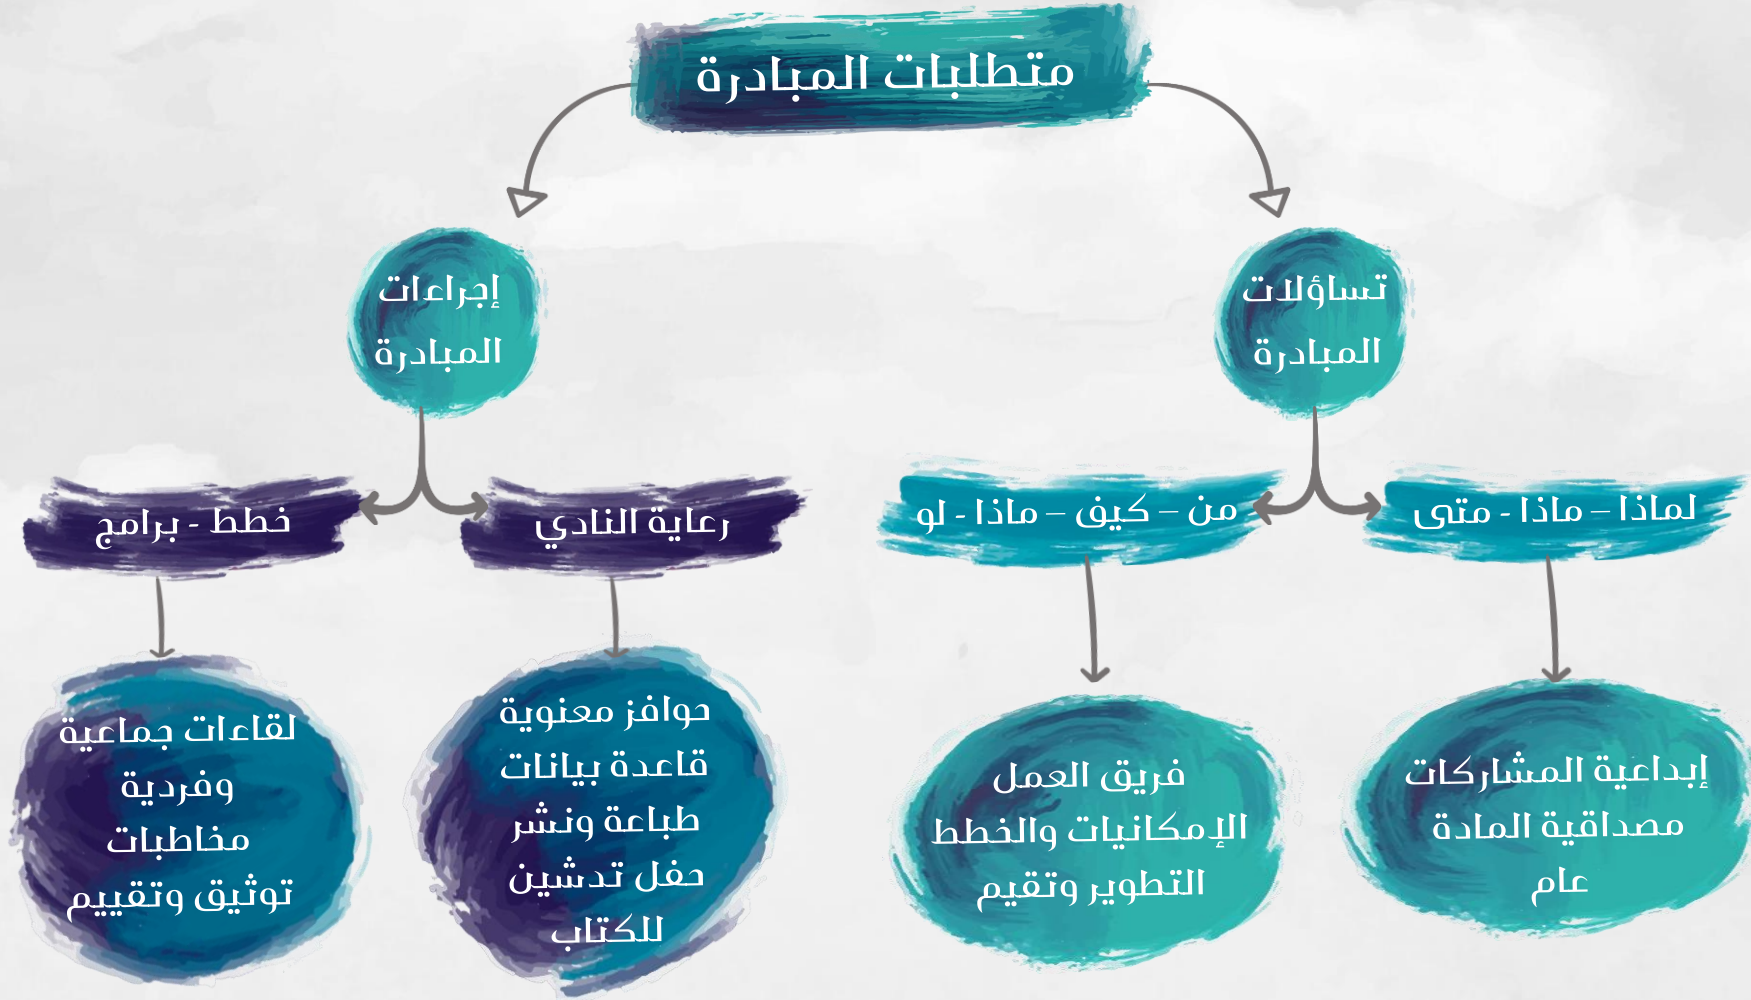 متطلبات المبادرة
تساؤلات
المبادرة
إجراءات
المبادرة
لماذا – ماذا - متى
من – كيف – ماذا - لو
رعاية النادي
خطط - برامج
إبداعية المشاركات
مصداقية المادة
عام
فريق العمل
الإمكانيات والخطط
التطوير وتقيم
حوافز معنوية
قاعدة بيانات
طباعة ونشر
حفل تدشين
للكتاب
لقاءات جماعية
وفردية
مخاطبات
توثيق وتقييم